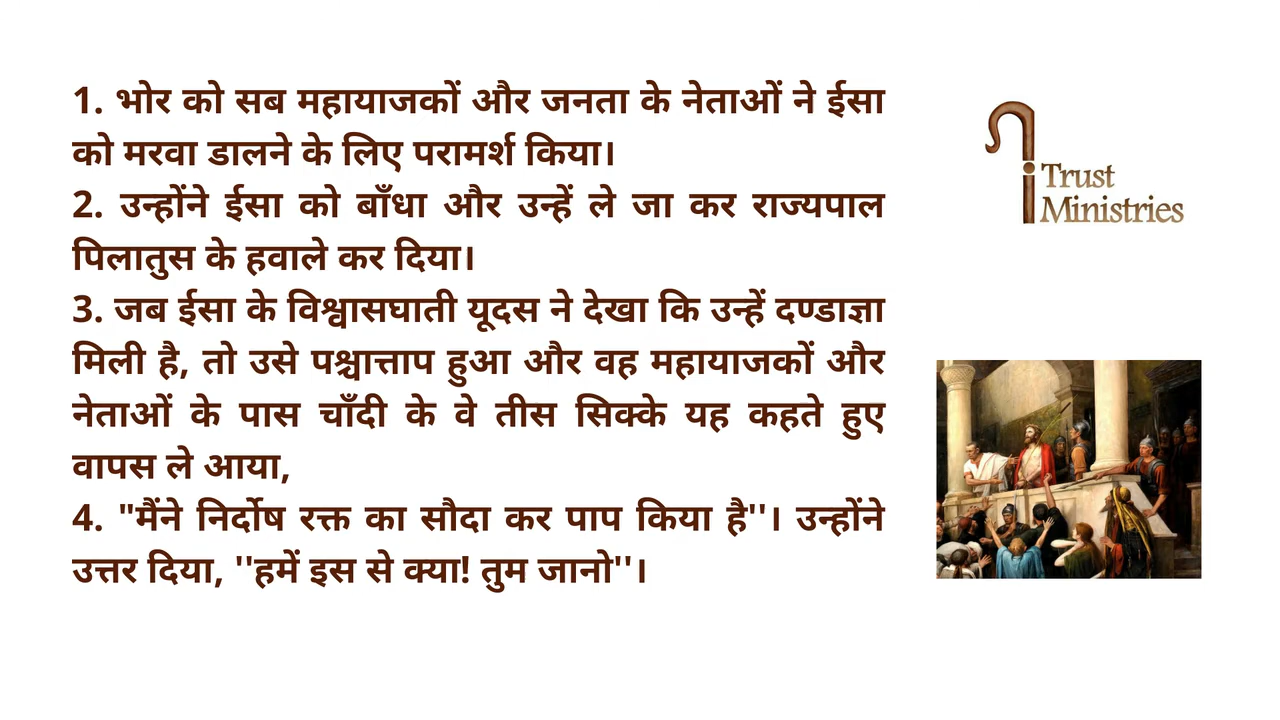 1. भोर को सब महायाजकों और जनता के नेताओं ने ईसा
को मरवा डालने के लिए परामर्श किया।
2. उन्होंने ईसा को बाँधा और उन्हें ले जा कर राज्यपाल
पिलातुस के हवाले कर दिया।
3. जब ईसा के विश्वासघाती यूदस ने देखा कि उन्हें दण्डाज्ञा
मिली है, तो उसे पश्चात्ताप हुआ और वह महायाजकों और
नेताओं के पास चाँदी के वे तीस सिक्के यह कहते हुए
वापस ले आया,
4. "मैंने निर्दोष रक्त का सौदा कर पाप किया है''। उन्होंने
उत्तर दिया, ''हमें इस से क्या! तुम जानो''।
i Trust
Ministries